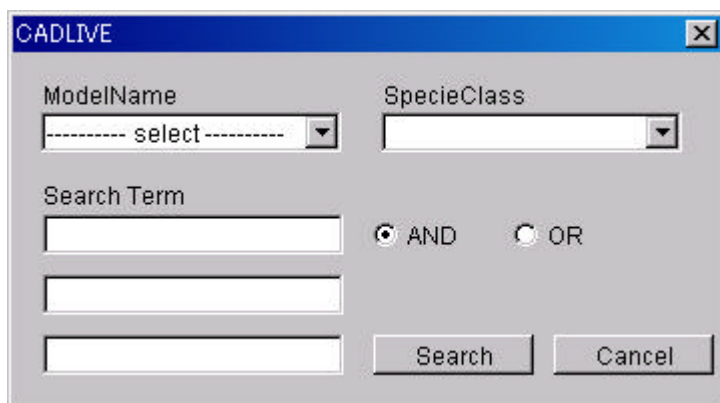 CADLIVE
ModelName SpecieClass
---------- select ----------
Search Term
AND OR
Search Cancel